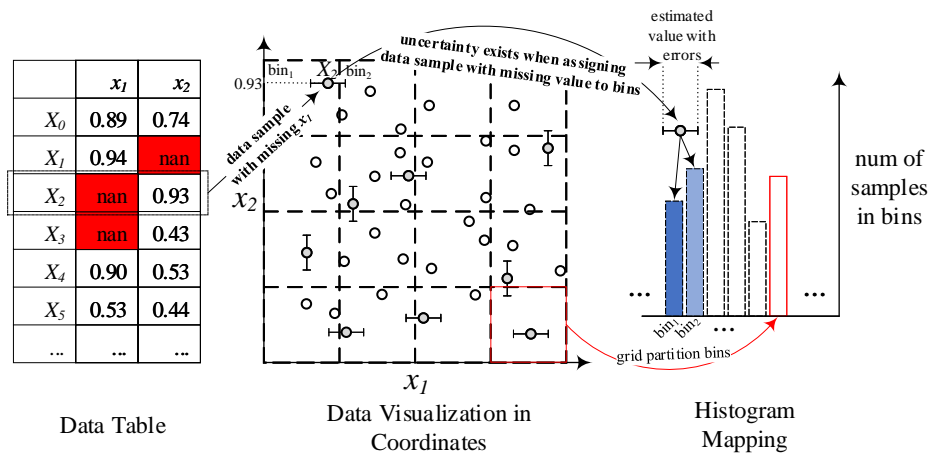 x1 x2
X0 0.89 0.74
X1 0.94 nan
X2 nan 0.93
X3 nan 0.43
X4 0.90 0.53
X5 0.53 0.44
... ... ...
Data Table
data sample
with missing x1
bin1 X2 bin2
0.93
x2
x1
Data Visualization in
Coordinates
uncertainty exists when assigning
data sample with missing value to bins
estimated
value with
errors
num of
samples
in bins
... ...
bin1 bin2 ...
grid partition bins
Histogram
Mapping